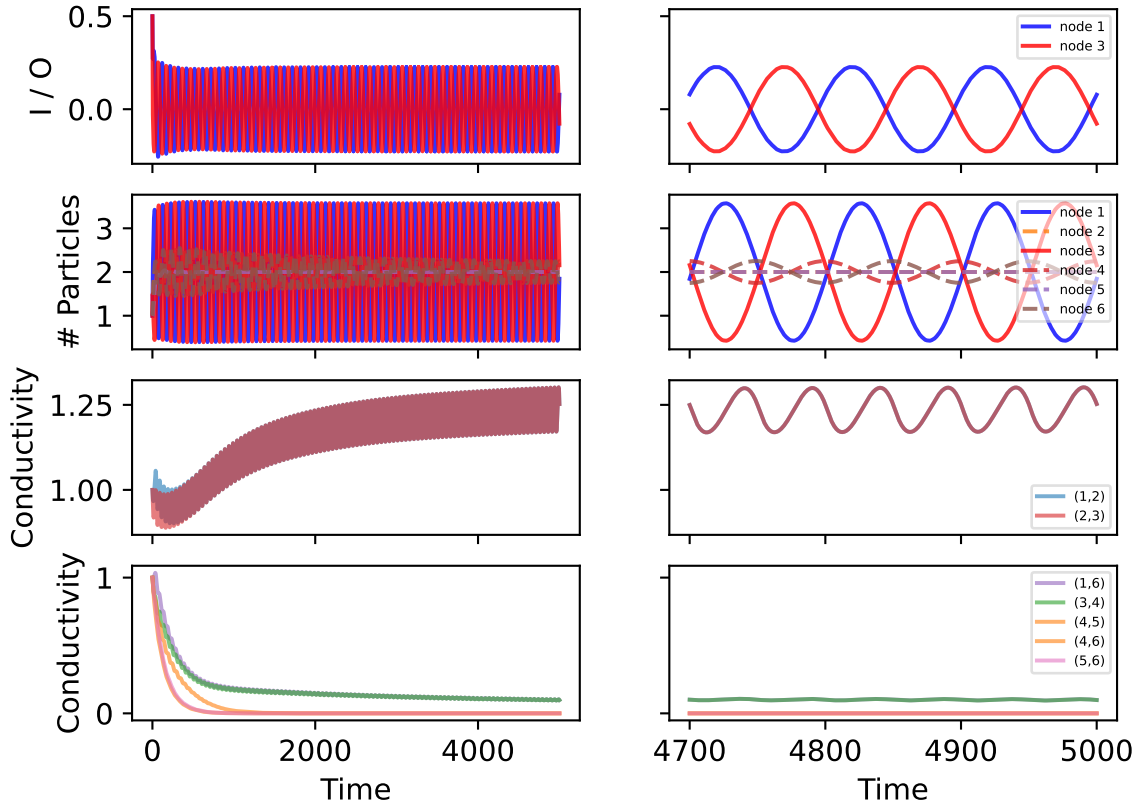 I / O
0.5
0.0
node 1
node 3
# Particles
3
2
1
node 1
node 2
node 3
node 4
node 5
node 6
Conductivity
1.25
1.00
(1,2)
(2,3)
Conductivity
1
0
(1,6)
(3,4)
(4,5)
(4,6)
(5,6)
0 2000 4000
Time
4700 4800 4900 5000
Time